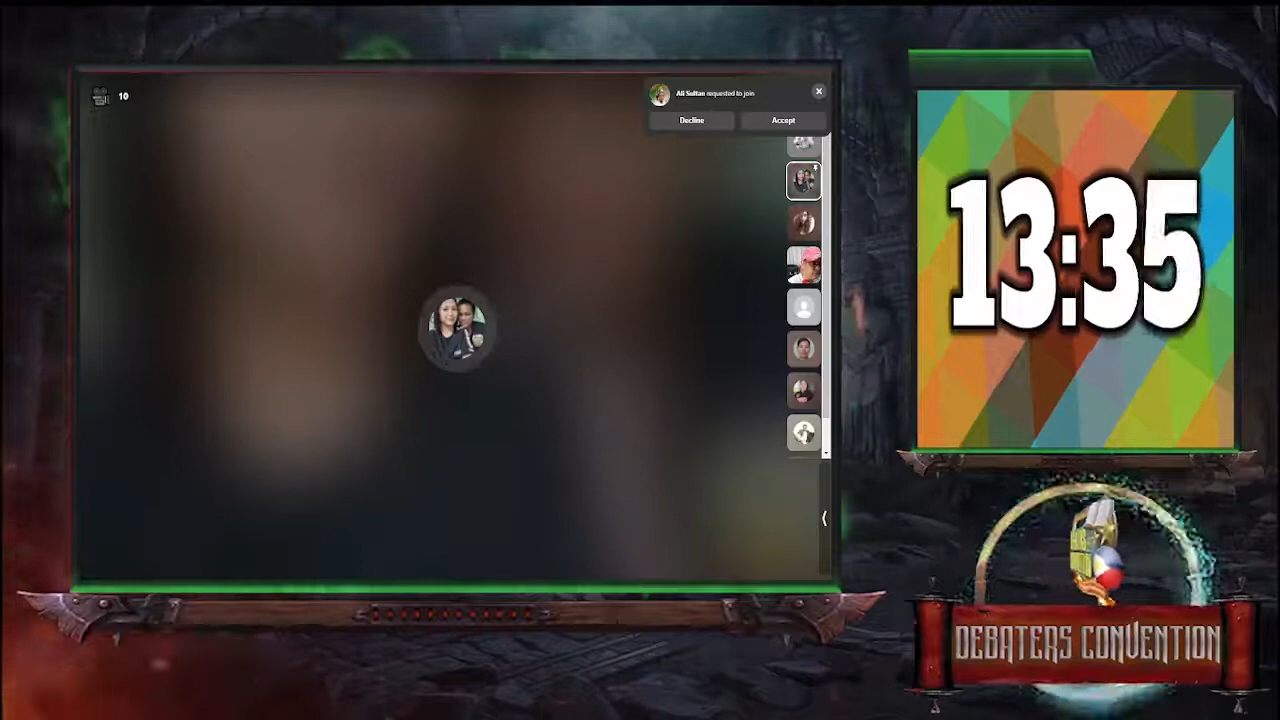 10
Ali Sultan requested to join
Decline
Accept
13:35
DEBATERS CONVENTION